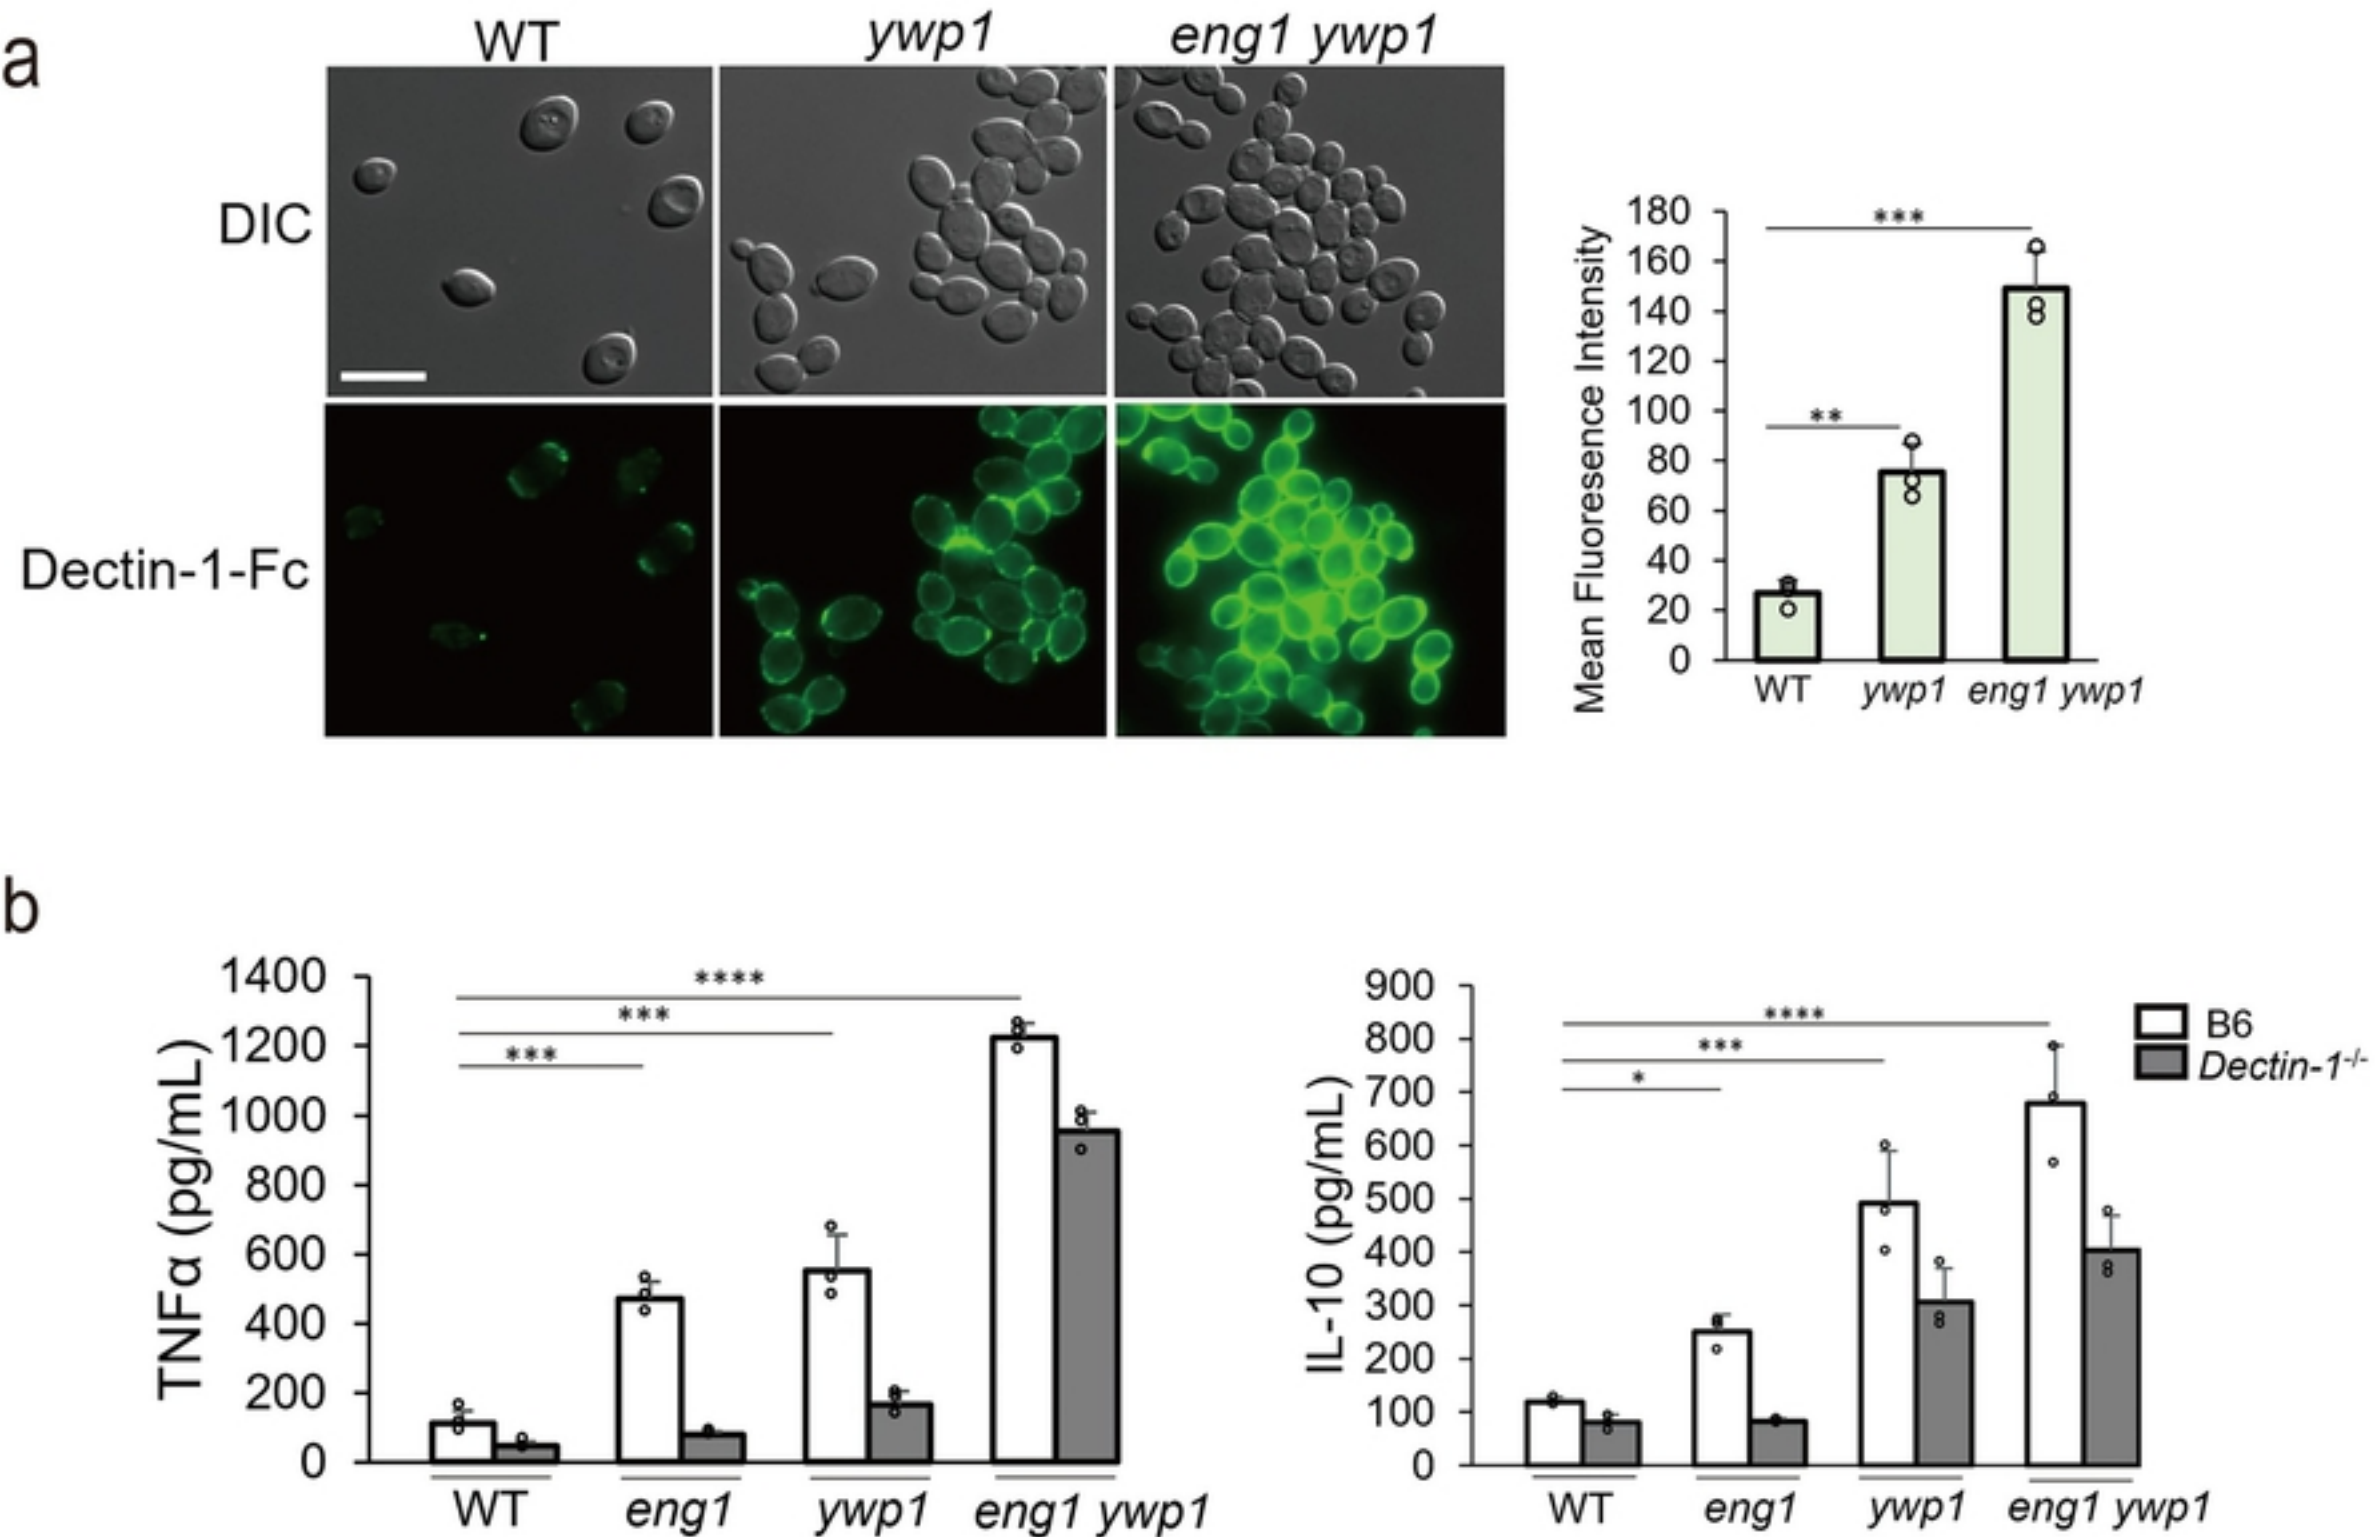 a
WT
ywp1
eng1 ywp1
DIC
Dectin-1-Fc
Mean Fluorescence Intensity
180
160
140
120
100
80
60
40
20
0
***
**
WT
ywp1
eng1 ywp1
b
TNFα (pg/mL)
1400
1200
1000
800
600
400
200
0
****
***
***
WT
eng1
ywp1
eng1 ywp1
IL-10 (pg/mL)
900
800
700
600
500
400
300
200
100
0
****
***
*
WT
eng1
ywp1
eng1 ywp1
B6
Dectin-1-/-